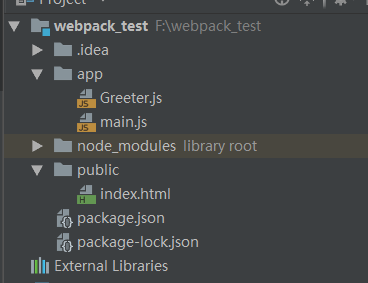 Project
webpack_test F:\webpack_test
.idea
app
Greeter.js
main.js
node_modules library root
public
index.html
package.json
package-lock.json
External Libraries